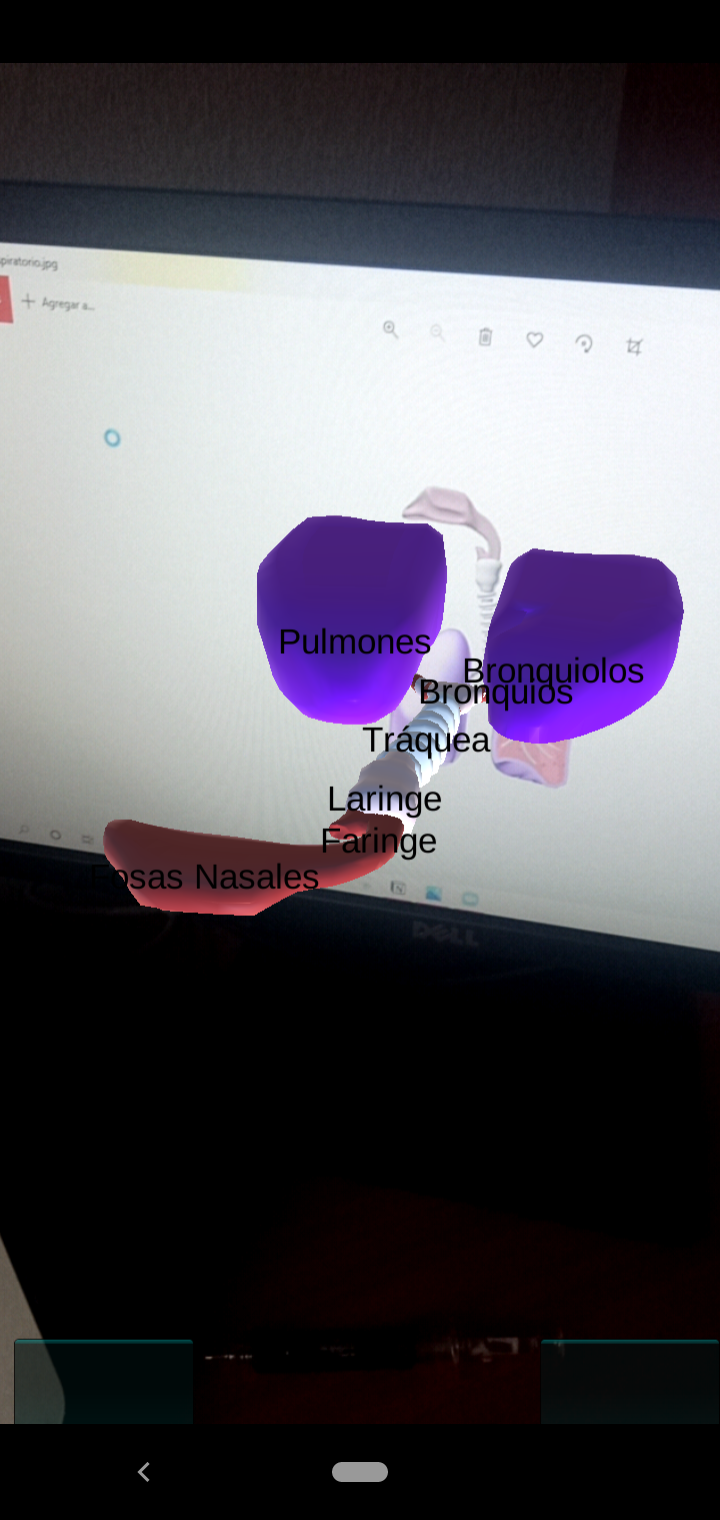 piratorio.jpg
Agregar a...
Pulmones
Bronquiolos
Bronquios
Tráquea
Laringe
Faringe
Fosas Nasales
DELL